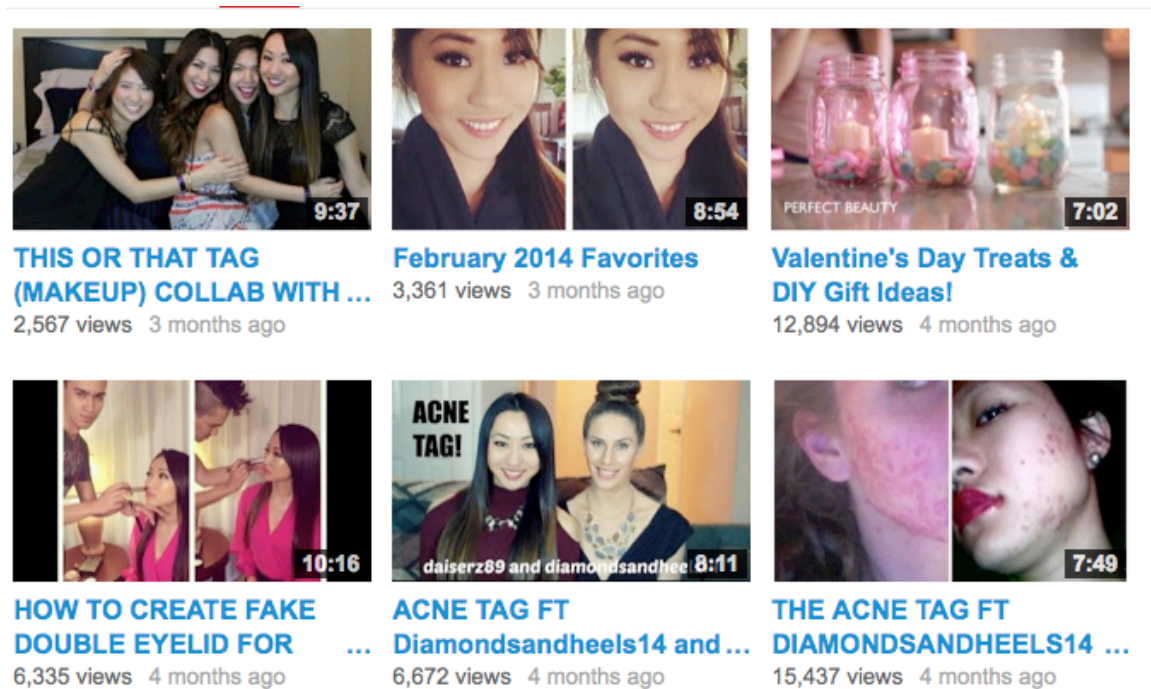 9:37
8:54
PERFECT BEAUTY
7:02
THIS OR THAT TAG
(MAKEUP) COLLAB WITH ...
2,567 views 3 months ago
February 2014 Favorites
3,361 views 3 months ago
Valentine's Day Treats &
DIY Gift Ideas!
12,894 views 4 months ago
10:16
ACNE
TAG!
daiserz89 and diamondsandhee
8:11
7:49
HOW TO CREATE FAKE
DOUBLE EYELID FOR ...
6,335 views 4 months ago
ACNE TAG FT
Diamondsandheels14 and ...
6,672 views 4 months ago
THE ACNE TAG FT
DIAMONDSANDHEELS14 ...
15,437 views 4 months ago